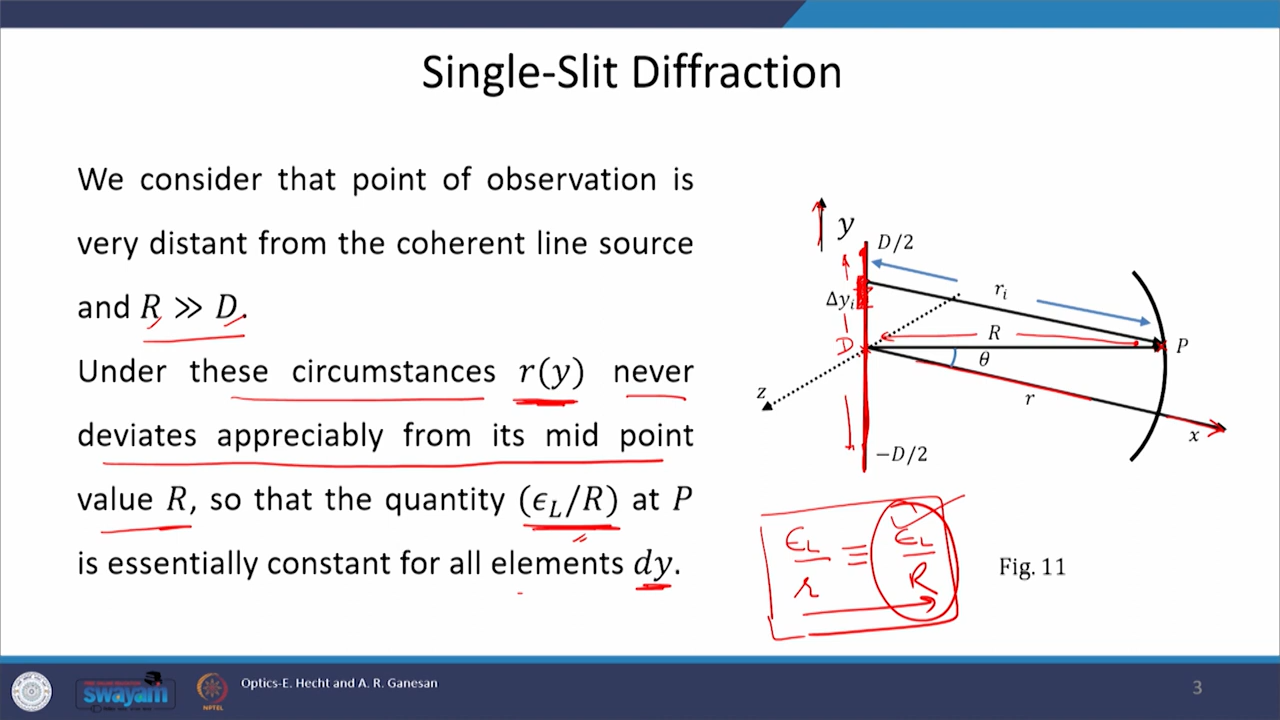 Single-Slit Diffraction
We consider that point of observation is
very distant from the coherent line source
and R ≫ D.
Under these circumstances r(y) never
deviates appreciably from its mid point
value R, so that the quantity (ϵ_L/R) at P
is essentially constant for all elements dy.
y
D/2
Δy_i
r_i
R
P
D
θ
z
r
x
−D/2
ϵ_L/r ≡ ϵ_L/R
Fig. 11
swayam
NPTEL
Optics-E. Hecht and A. R. Ganesan
3